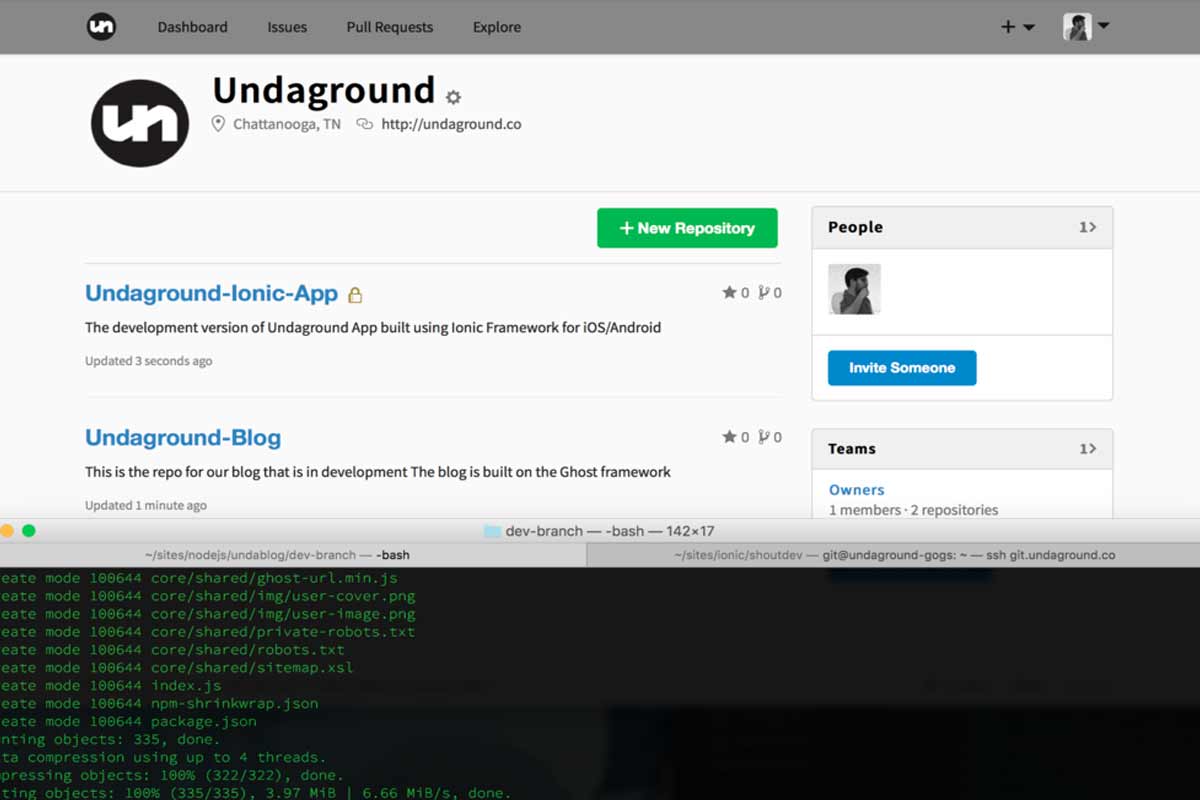 un Dashboard Issues Pull Requests Explore
un
Undaground
Chattanooga, TN http://undaground.co
+ New Repository
People 1
Undaground-Ionic-App 0 0
The development version of Undaground App built using Ionic Framework for iOS/Android
Updated 3 seconds ago
Invite Someone
Undaground-Blog 0 0
This is the repo for our blog that is in development The blog is built on the Ghost framework
Updated 1 minute ago
Teams 1
Owners
1 members · 2 repositories
dev-branch — -bash — 142×17
~/sites/nodejs/undablog/dev-branch — -bash
~/sites/ionic/shoutdev — git@undaground-gogs: ~ — ssh git.undaground.co
eate mode 100644 core/shared/ghost-url.min.js
eate mode 100644 core/shared/img/user-cover.png
eate mode 100644 core/shared/img/user-image.png
eate mode 100644 core/shared/private-robots.txt
eate mode 100644 core/shared/robots.txt
eate mode 100644 core/shared/sitemap.xsl
eate mode 100644 index.js
eate mode 100644 npm-shrinkwrap.json
eate mode 100644 package.json
nting objects: 335, done.
ta compression using up to 4 threads.
pressing objects: 100% (322/322), done.
ting objects: 100% (335/335), 3.97 MiB | 6.66 MiB/s, done.